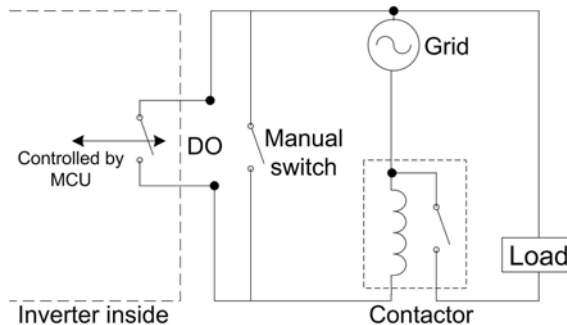 Grid
DO
Manual
switch
Controlled by
MCU
Load
Inverter inside
Contactor